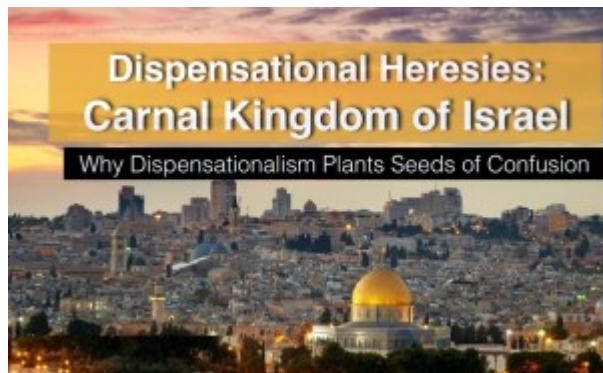 Dispensational Heresies:
Carnal Kingdom of Israel
Why Dispensationalism Plants Seeds of Confusion